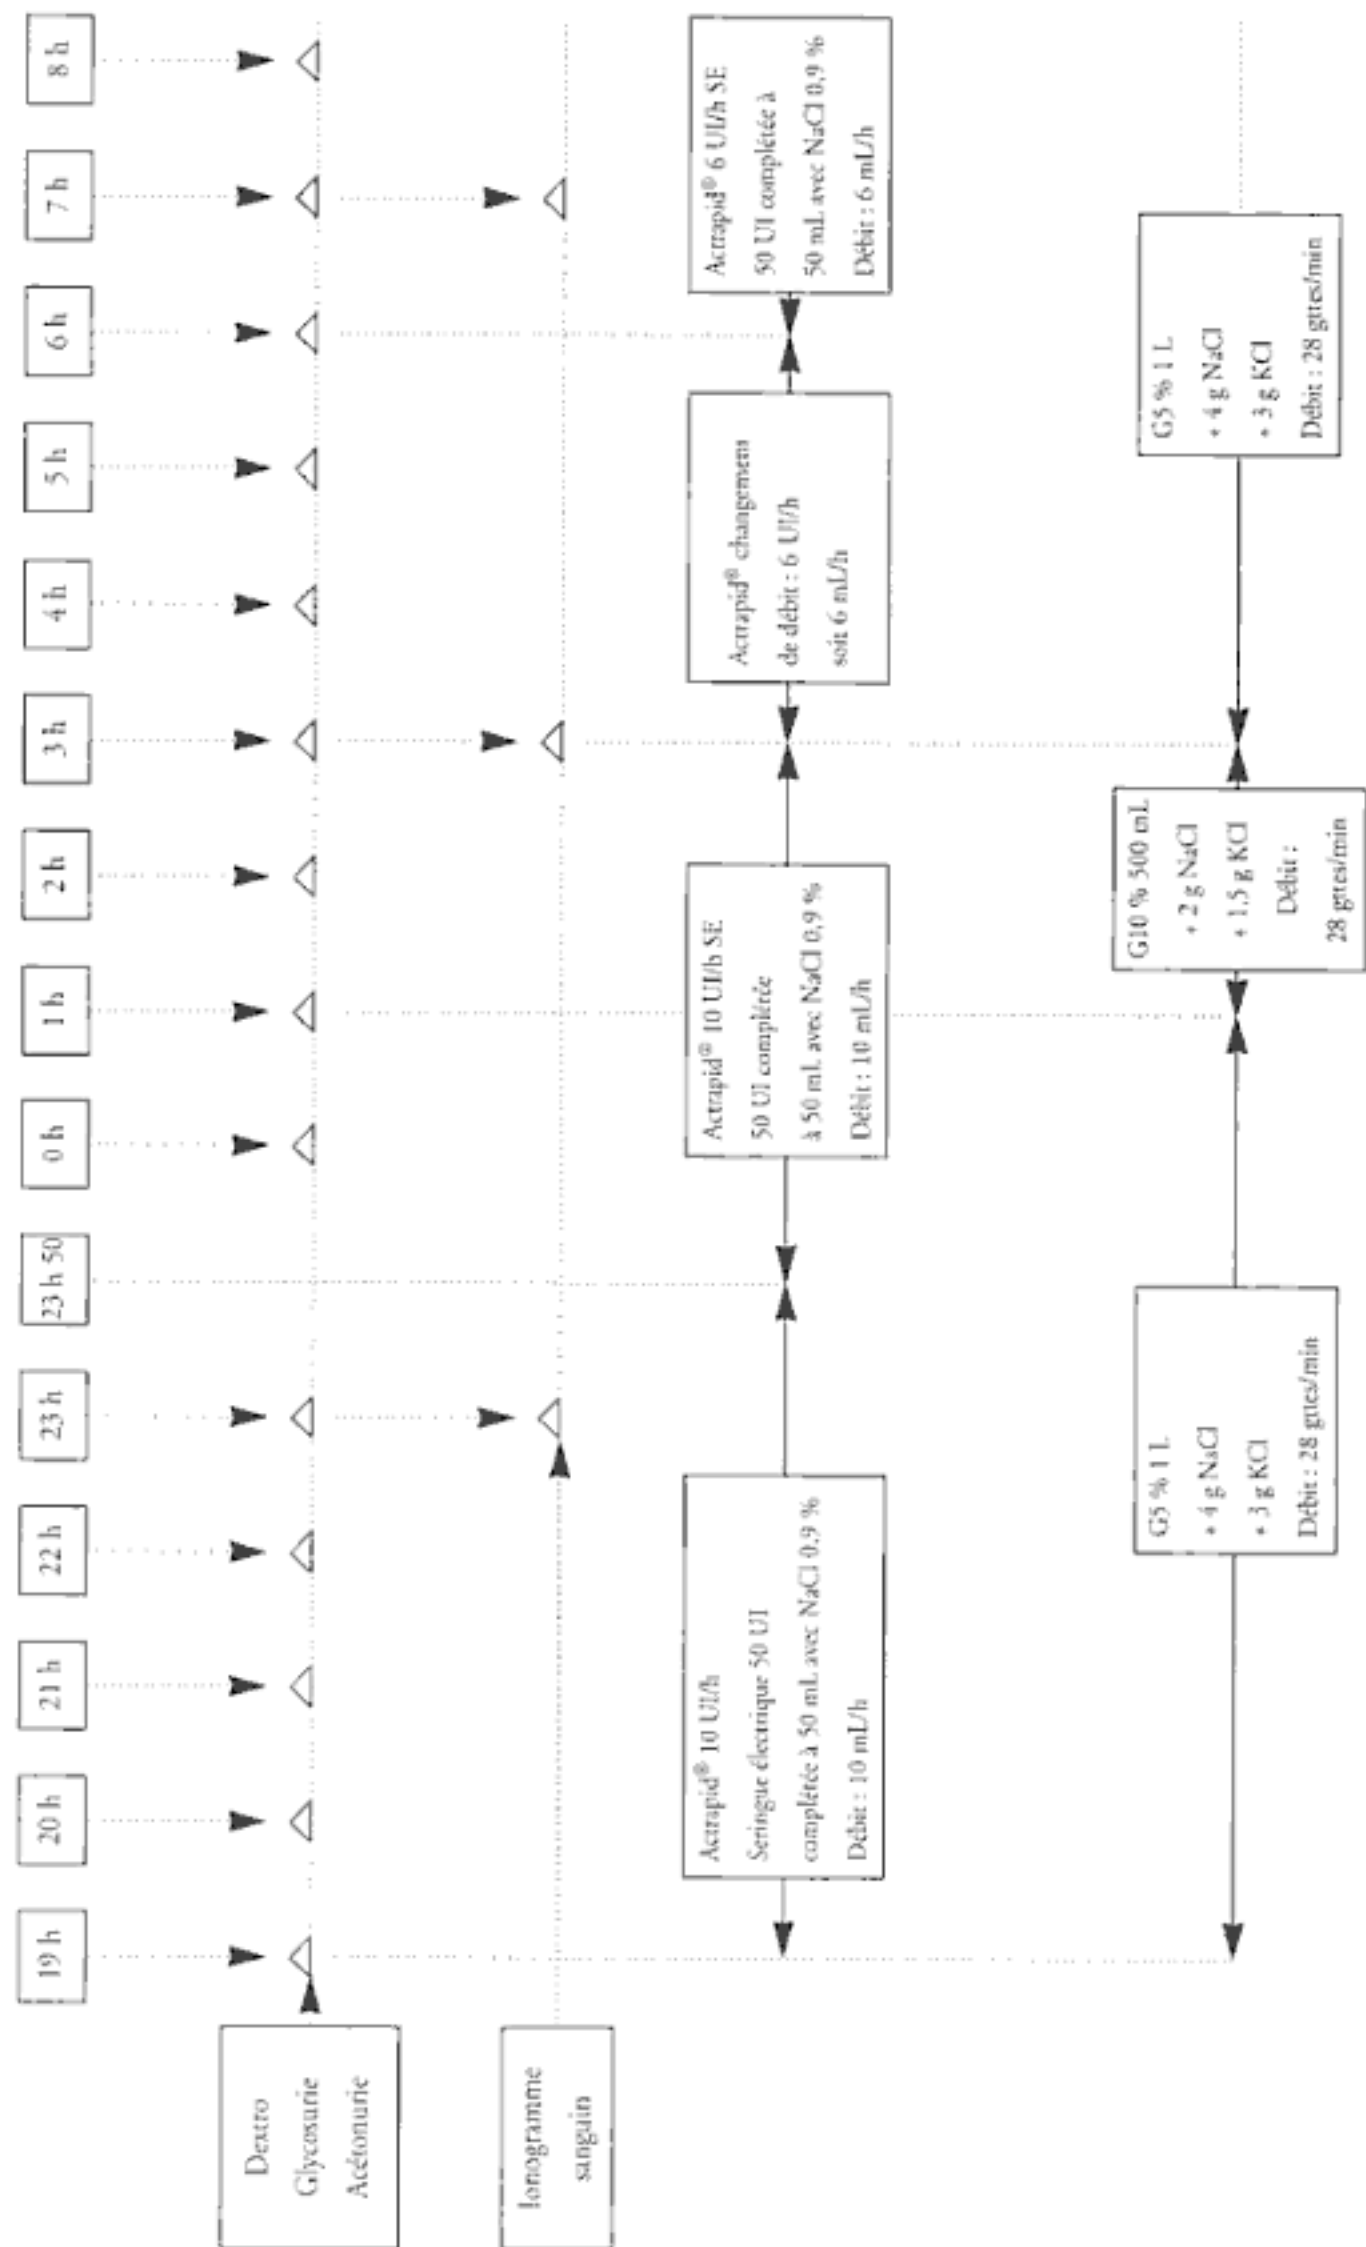 19 h
20 h
21 h
22 h
23 h
23 h 50
0 h
1 h
2 h
3 h
4 h
5 h
6 h
7 h
8 h
Dextro
Glycosurie
Acétonurie
Ionogramme
sanguin
Actrapid® 10 UI/h
Seringue électrique 50 UI
complétée à 50 mL avec NaCl 0,9 %
Débit : 10 mL/h
Actrapid® 10 UI/h SE
50 UI complétée
à 50 mL avec NaCl 0,9 %
Débit : 10 mL/h
Actrapid® changement
de débit : 6 UI/h
soit 6 mL/h
Actrapid® 6 UI/h SE
50 UI complétée à
50 mL avec NaCl 0,9 %
Débit : 6 mL/h
G5 % 1 L
+ 4 g NaCl
+ 3 g KCl
Débit : 28 gttes/min
G10 % 500 mL
+ 2 g NaCl
+ 1,5 g KCl
Débit :
28 gttes/min
G5 % 1 L
+ 4 g NaCl
+ 3 g KCl
Débit : 28 gttes/min